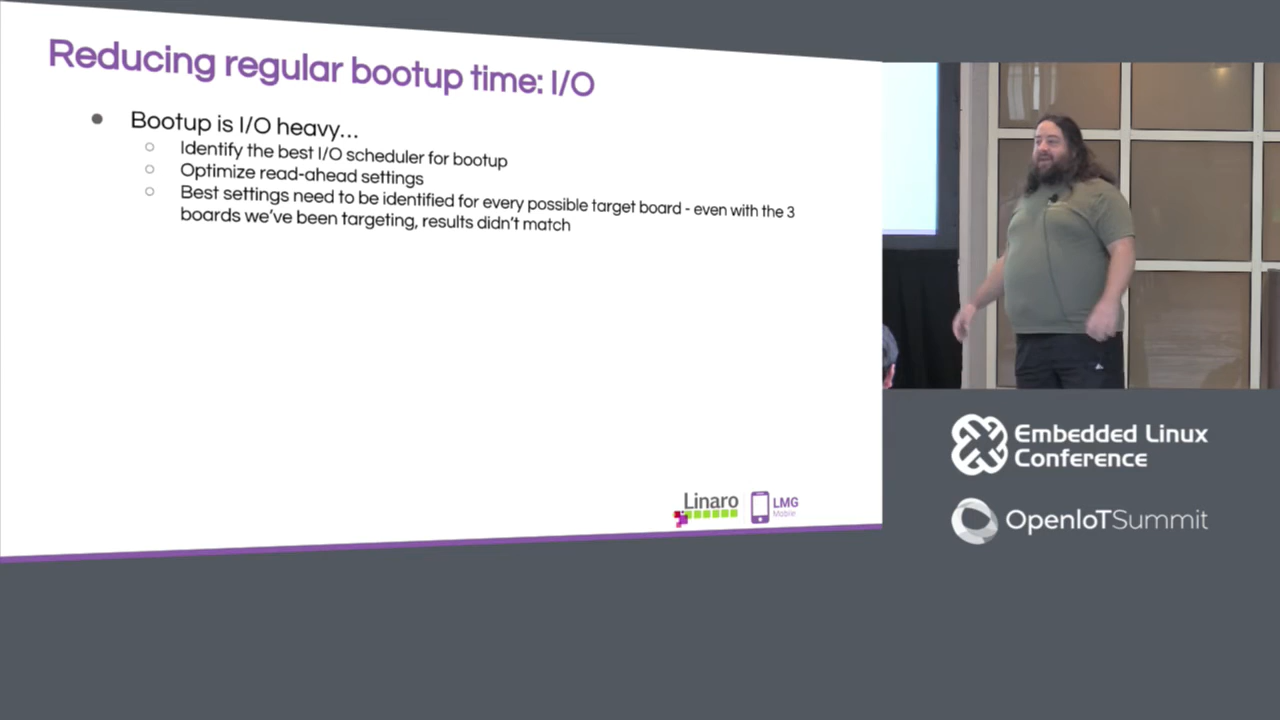 Reducing regular bootup time: I/O
Bootup is I/O heavy...
Identify the best I/O scheduler for bootup
Optimize read-ahead settings
Best settings need to be identified for every possible target board - even with the 3
boards we've been targeting, results didn't match
Linaro
LMG
Mobile
Embedded Linux
Conference
OpenIoTSummit